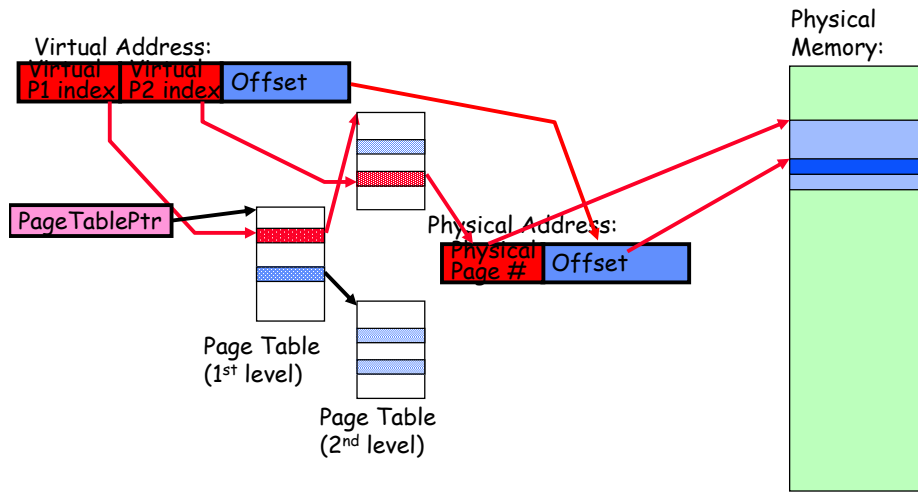 Physical
Memory:
Virtual Address:
Virtual
P1 index
Virtual
P2 index
Offset
PageTablePtr
Physical Address:
Physical
Page #
Offset
Page Table
(1st level)
Page Table
(2nd level)